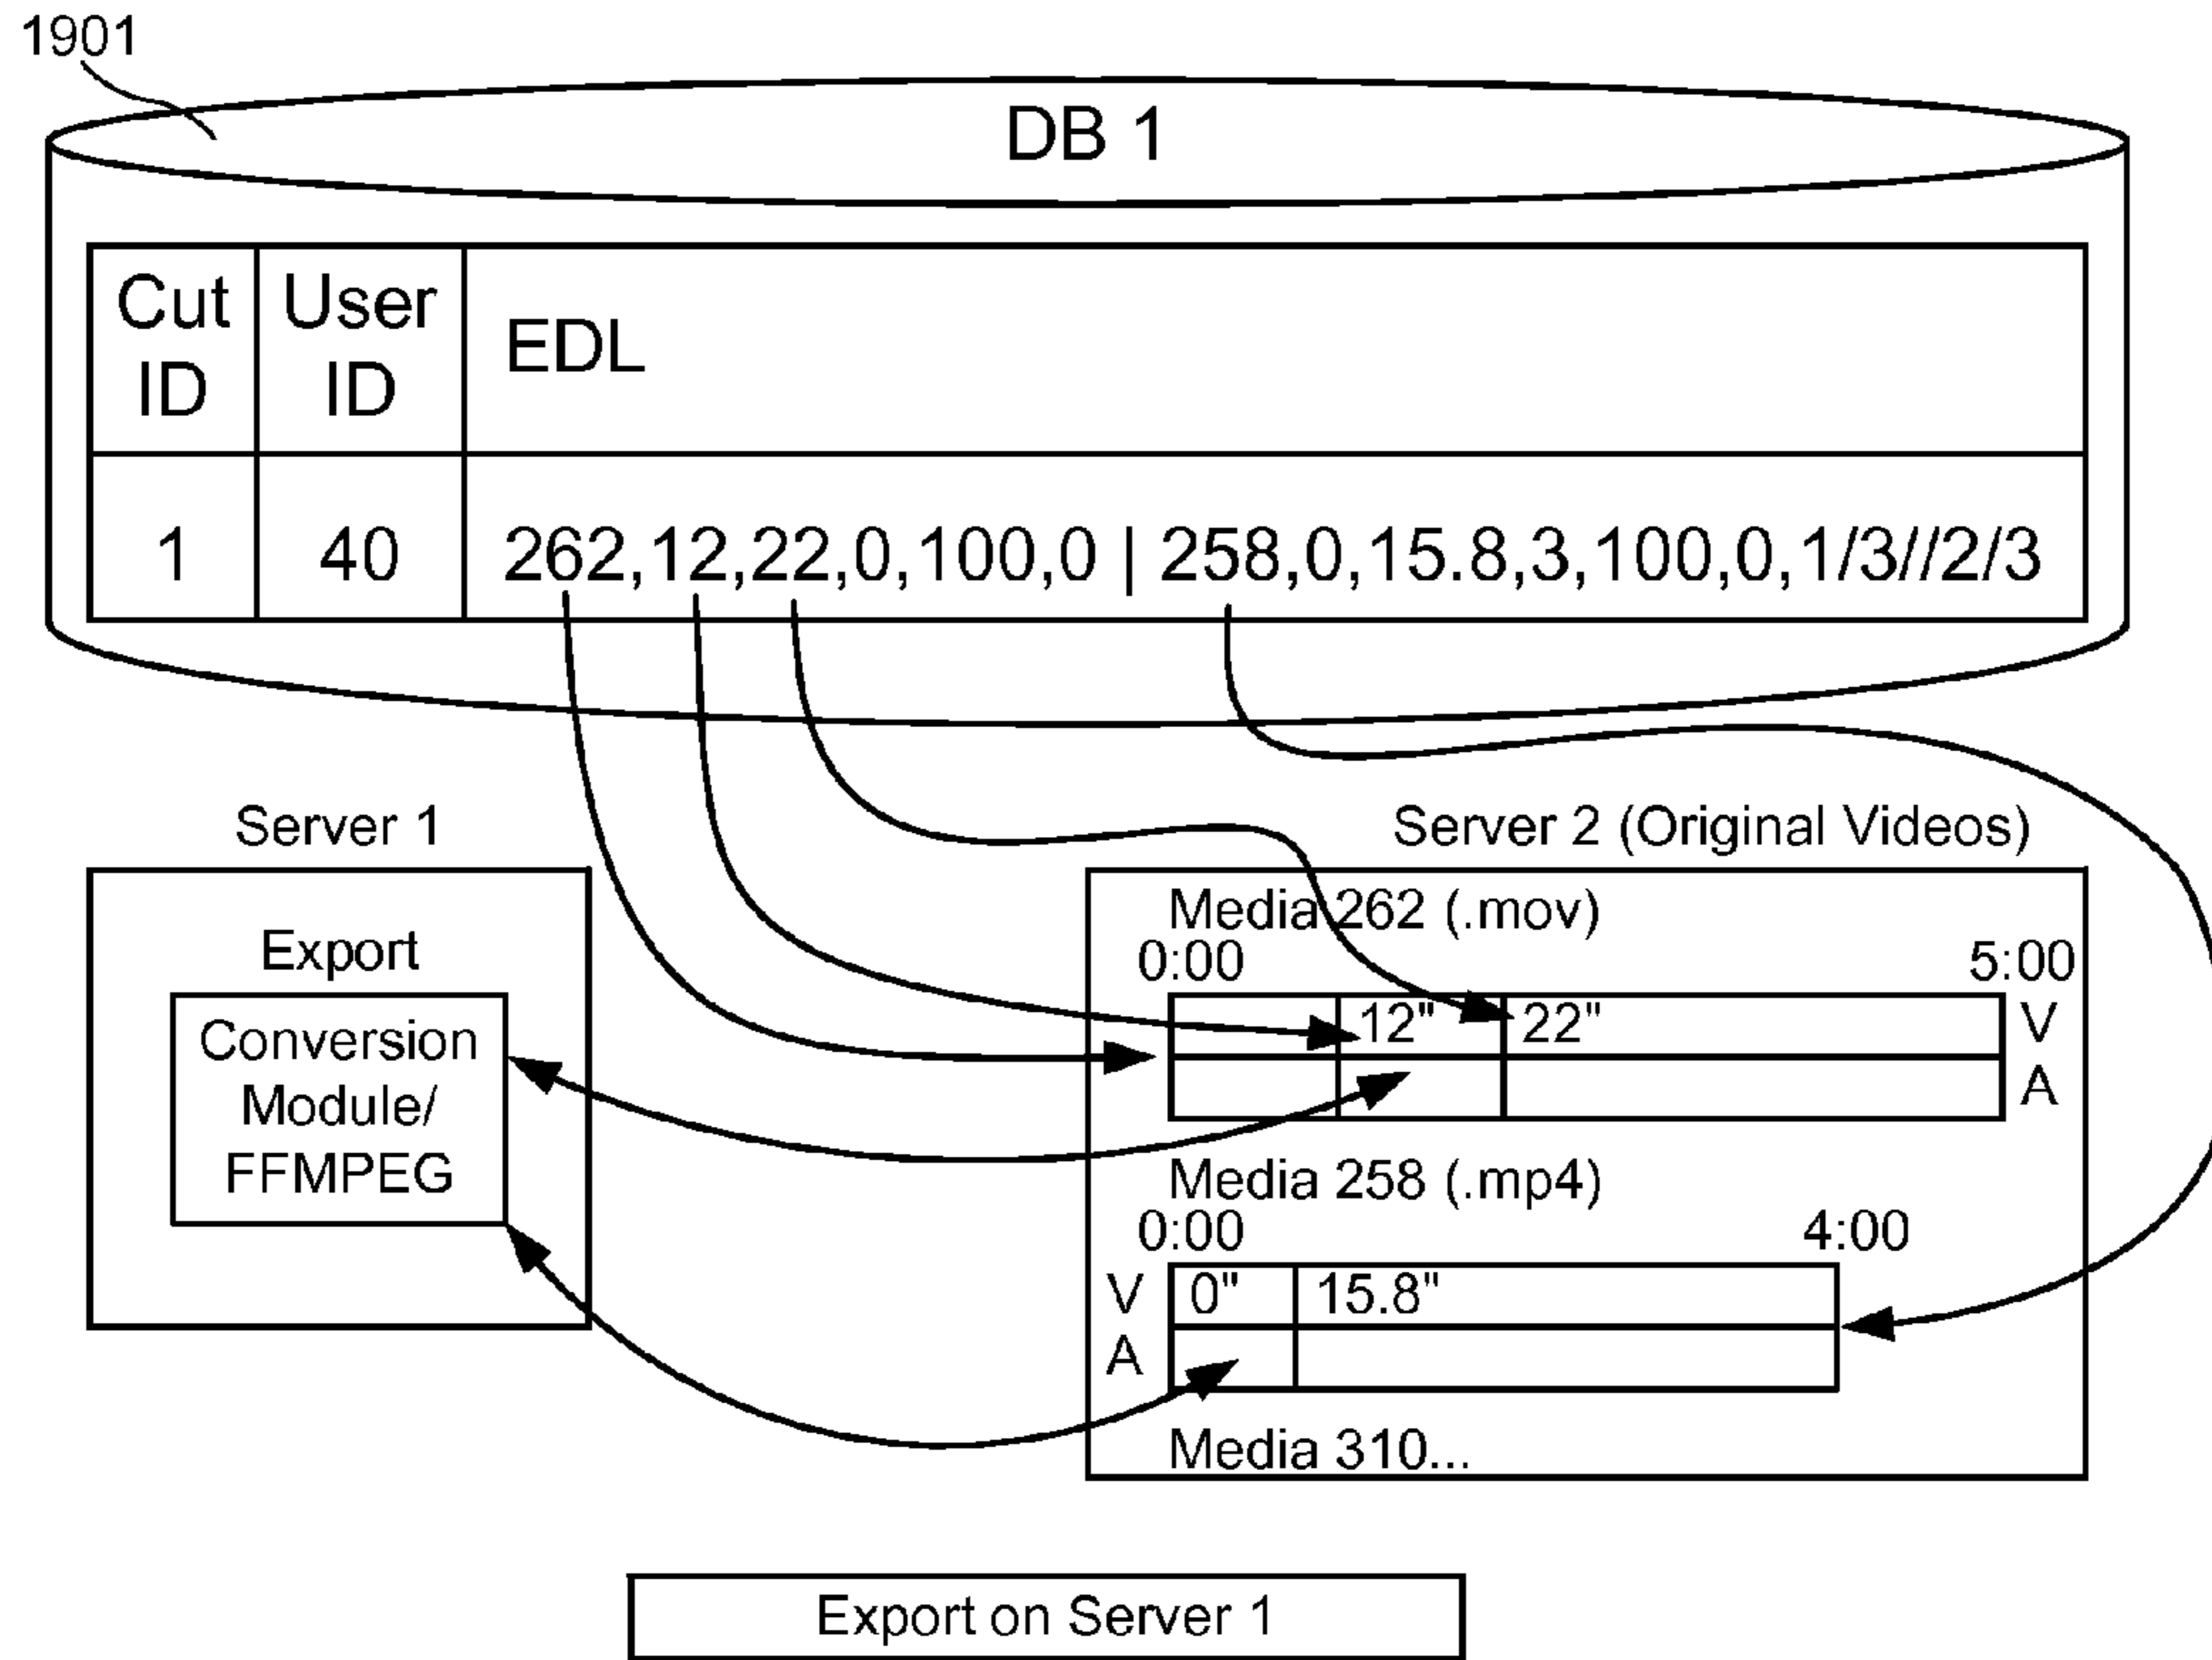 1901
DB 1
Cut ID
User ID
EDL
1
40
262,12,22,0,100,0 | 258,0,15.8,3,100,0,1/3//2/3
Server 1
Export
Conversion
Module/
FFMPEG
Server 2 (Original Videos)
Media 262 (.mov)
0:00
5:00
12"
22"
V
A
Media 258 (.mp4)
0:00
4:00
V
0"
15.8"
A
Media 310...
Export on Server 1